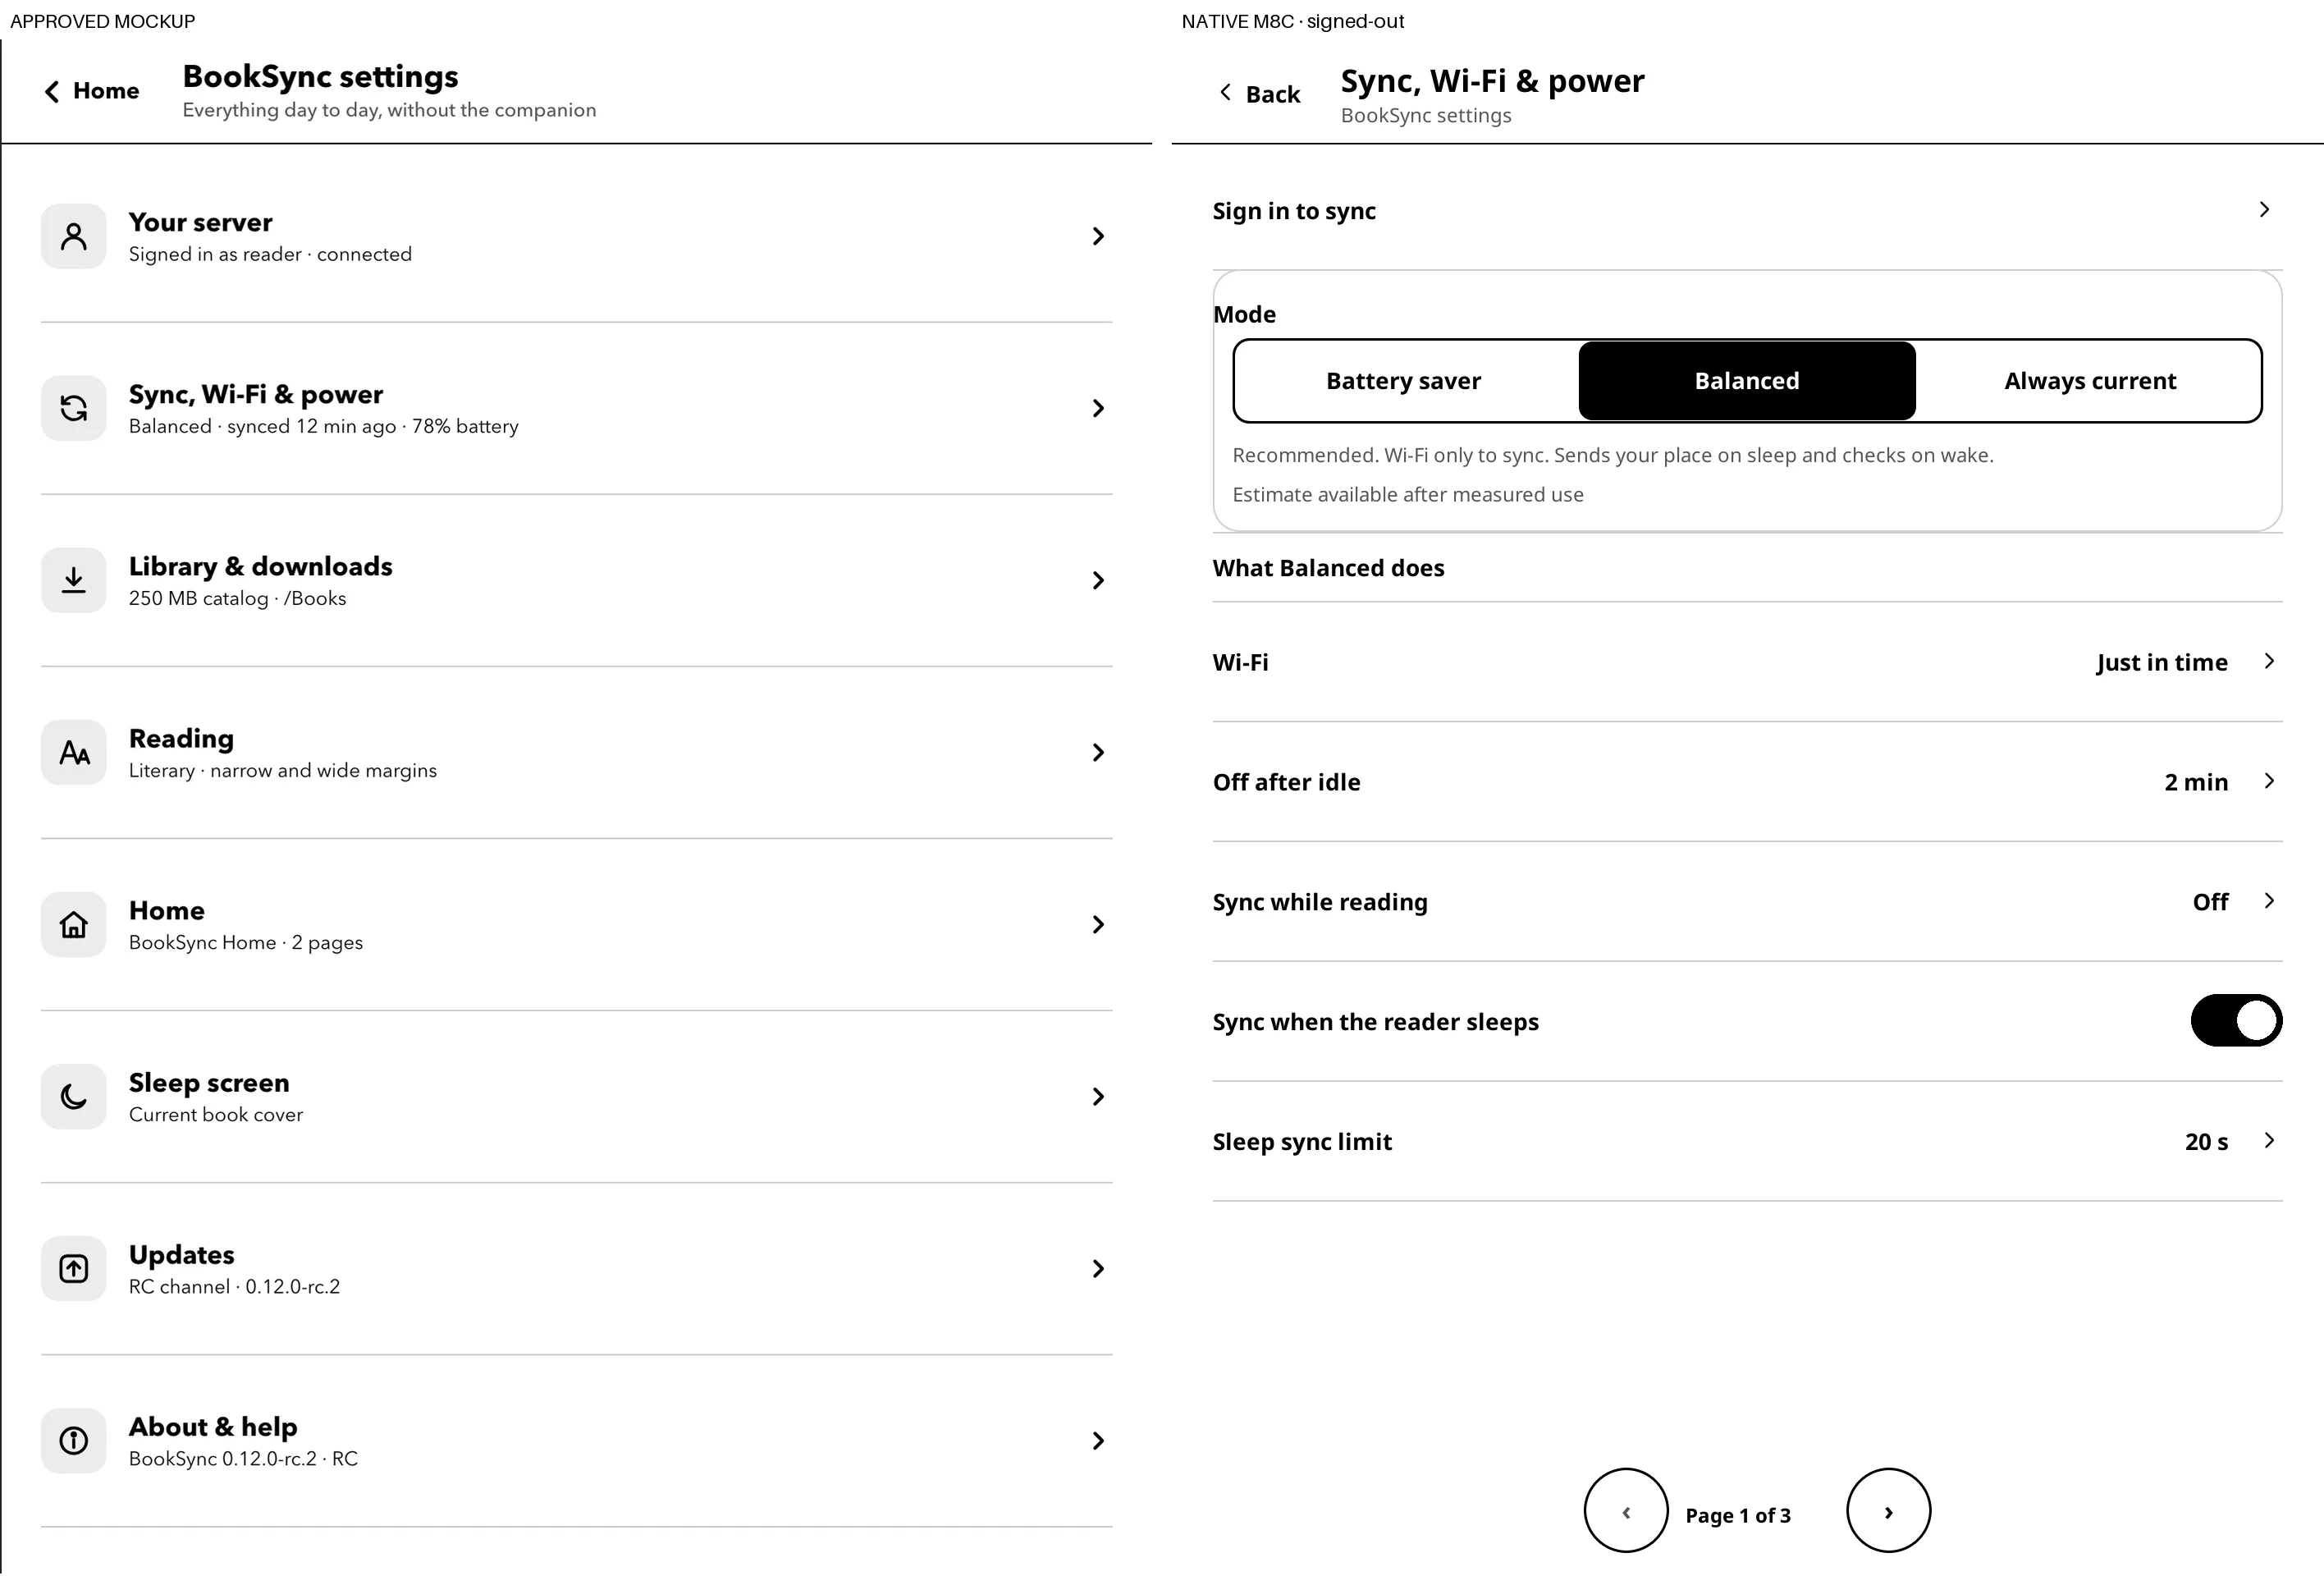 APPROVED MOCKUP
Home
BookSync settings
Everything day to day, without the companion
Your server
Signed in as reader · connected
Sync, Wi-Fi & power
Balanced · synced 12 min ago · 78% battery
Library & downloads
250 MB catalog · /Books
Reading
Literary · narrow and wide margins
Home
BookSync Home · 2 pages
Sleep screen
Current book cover
Updates
RC channel · 0.12.0-rc.2
About & help
BookSync 0.12.0-rc.2 · RC
NATIVE M8C · signed-out
Back
Sync, Wi-Fi & power
BookSync settings
Sign in to sync
Mode
Battery saver
Balanced
Always current
Recommended. Wi-Fi only to sync. Sends your place on sleep and checks on wake.
Estimate available after measured use
What Balanced does
Wi-Fi
Just in time
Off after idle
2 min
Sync while reading
Off
Sync when the reader sleeps
Sleep sync limit
20 s
Page 1 of 3